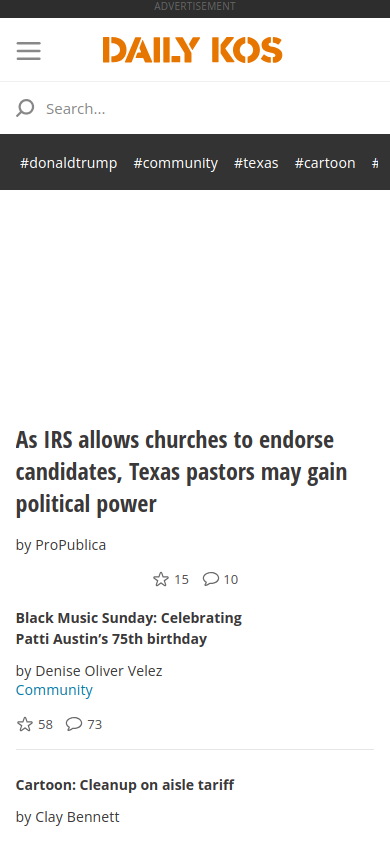 ADVERTISEMENT
DAILY KOS
Search...
#donaldtrump #community #texas #cartoon #
As IRS allows churches to endorse
candidates, Texas pastors may gain
political power
by ProPublica
15 10
Black Music Sunday: Celebrating
Patti Austin’s 75th birthday
by Denise Oliver Velez
Community
58 73
Cartoon: Cleanup on aisle tariff
by Clay Bennett